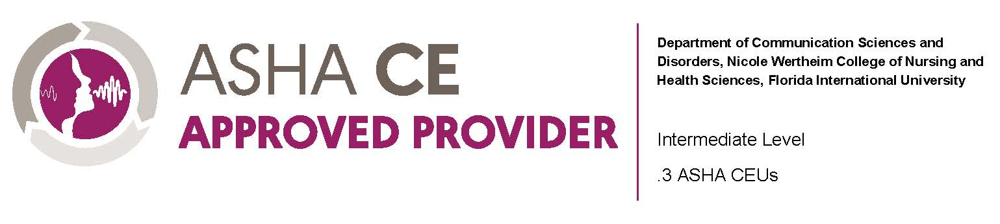 ASHA CE
APPROVED PROVIDER
Department of Communication Sciences and
Disorders, Nicole Wertheim College of Nursing and
Health Sciences, Florida International University
Intermediate Level
.3 ASHA CEUs